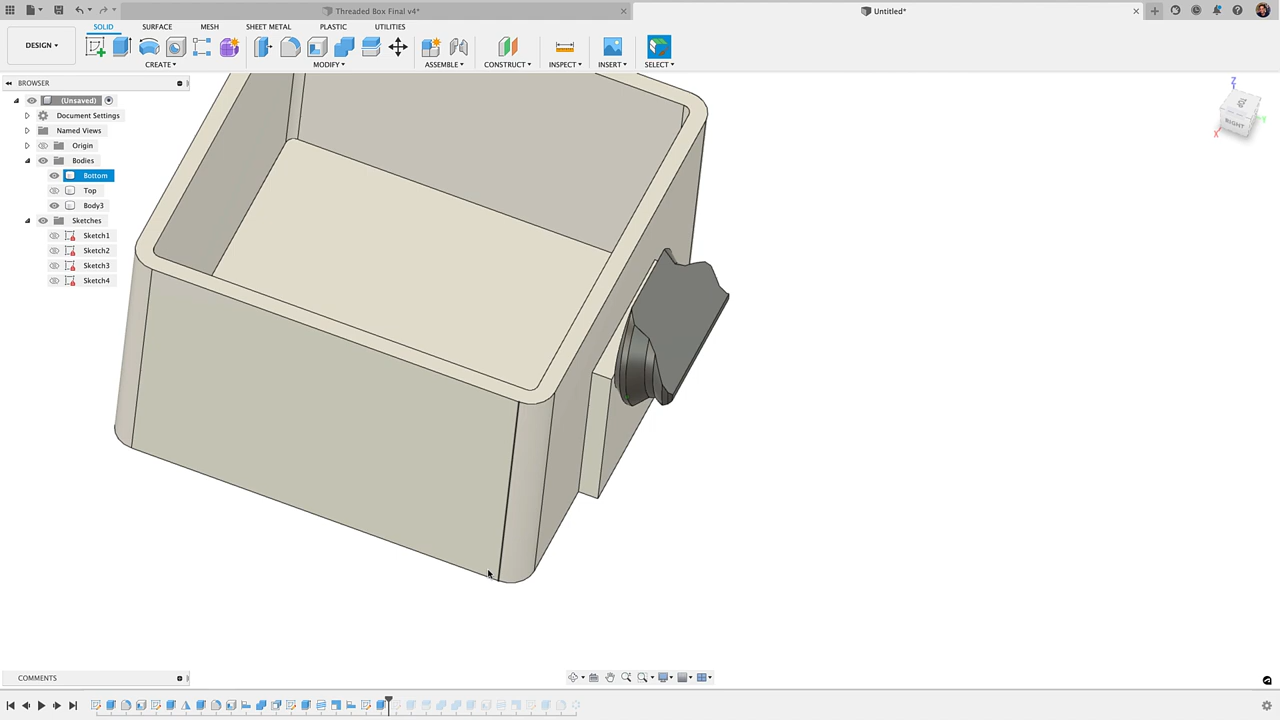 Threaded Box Final v4*
Untitled*
DESIGN
SOLID
SURFACE
MESH
SHEET METAL
PLASTIC
UTILITIES
CREATE
MODIFY
ASSEMBLE
CONSTRUCT
INSPECT
INSERT
SELECT
BROWSER
(Unsaved)
Document Settings
Named Views
Origin
Bodies
Bottom
Top
Body3
Sketches
Sketch1
Sketch2
Sketch3
Sketch4
Z
RIGHT
X
Y
COMMENTS